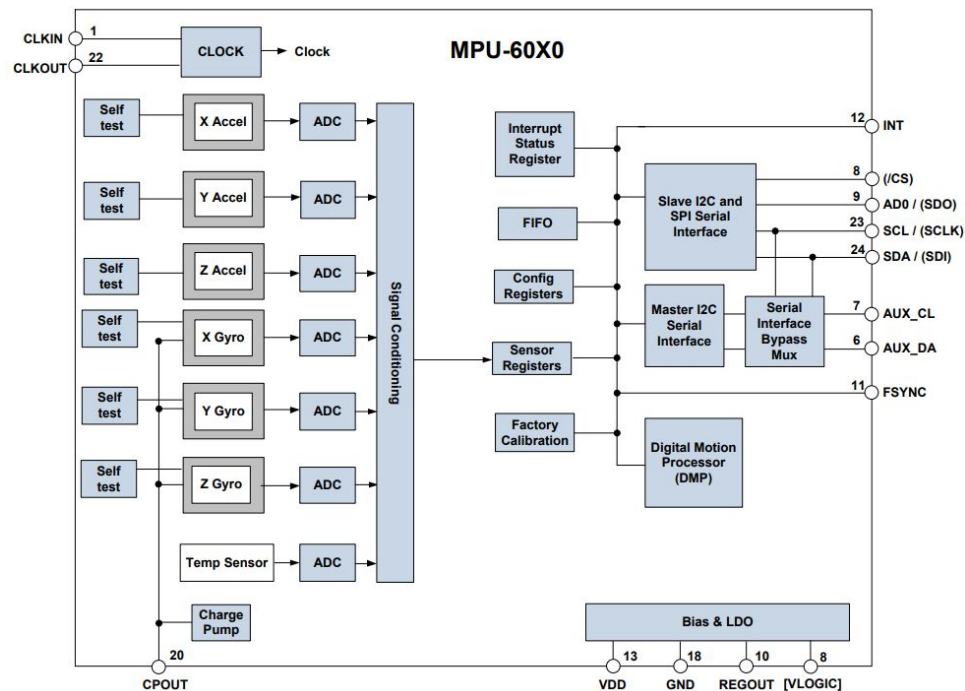 MPU-60X0
CLKIN
1
22
CLKOUT
CLOCK
Clock
Self
test
X Accel
ADC
Self
test
Y Accel
ADC
Self
test
Z Accel
ADC
Self
test
X Gyro
ADC
Self
test
Y Gyro
ADC
Self
test
Z Gyro
ADC
Temp Sensor
ADC
Signal Conditioning
Charge
Pump
20
CPOUT
Interrupt
Status
Register
FIFO
Config
Registers
Sensor
Registers
Factory
Calibration
Slave I2C and
SPI Serial
Interface
Master I2C
Serial
Interface
Serial
Interface
Bypass
Mux
Digital Motion
Processor
(DMP)
12
INT
8
(/CS)
9
AD0 / (SDO)
23
SCL / (SCLK)
24
SDA / (SDI)
7
AUX_CL
6
AUX_DA
11
FSYNC
Bias & LDO
13
18
10
8
VDD
GND
REGOUT
[VLOGIC]